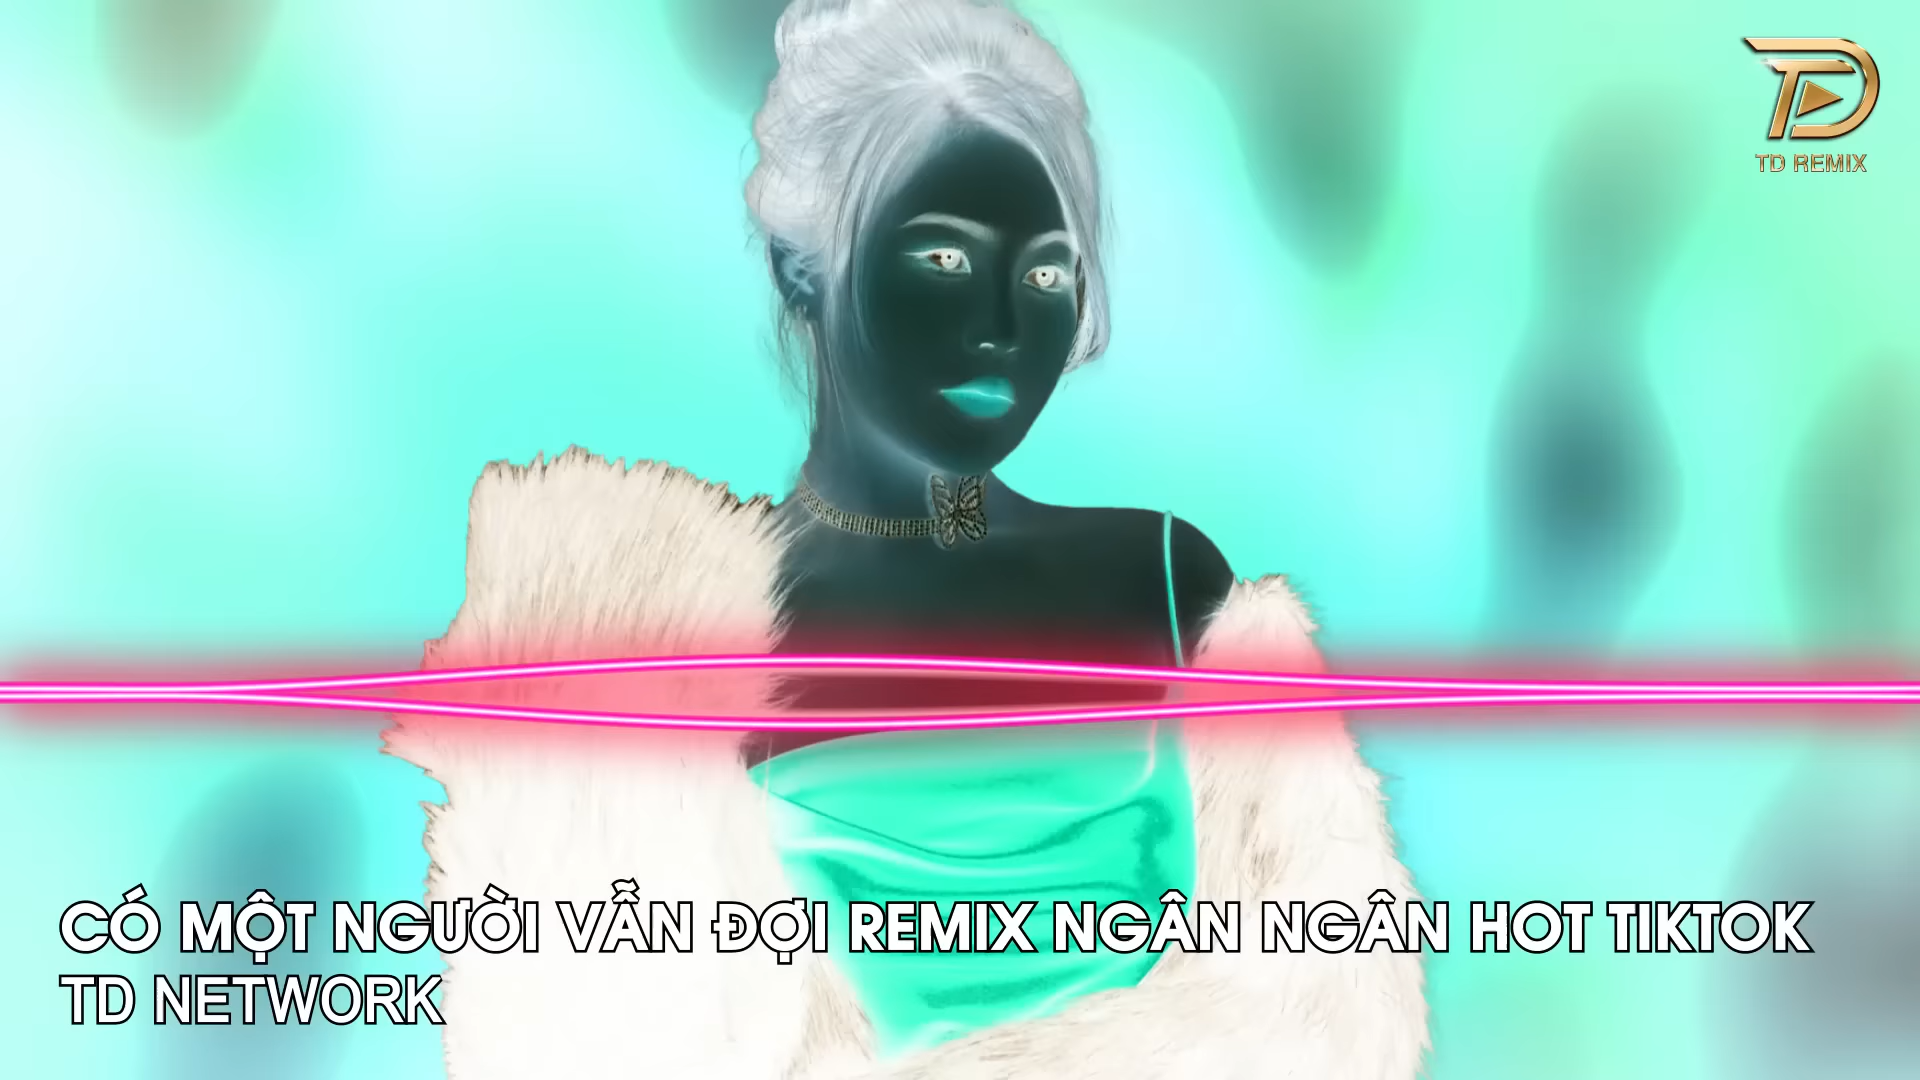 TD REMIX
CÓ MỘT NGƯỜI VẪN ĐỢI REMIX NGÂN NGÂN HOT TIKTOK
TD NETWORK